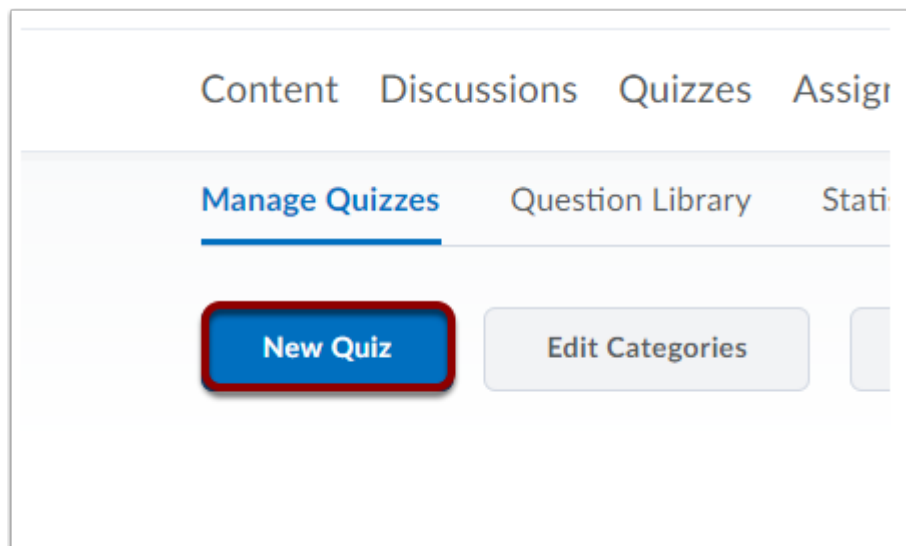 Content Discussions Quizzes
Manage Quizzes Question Library
New Quiz Edit Categories